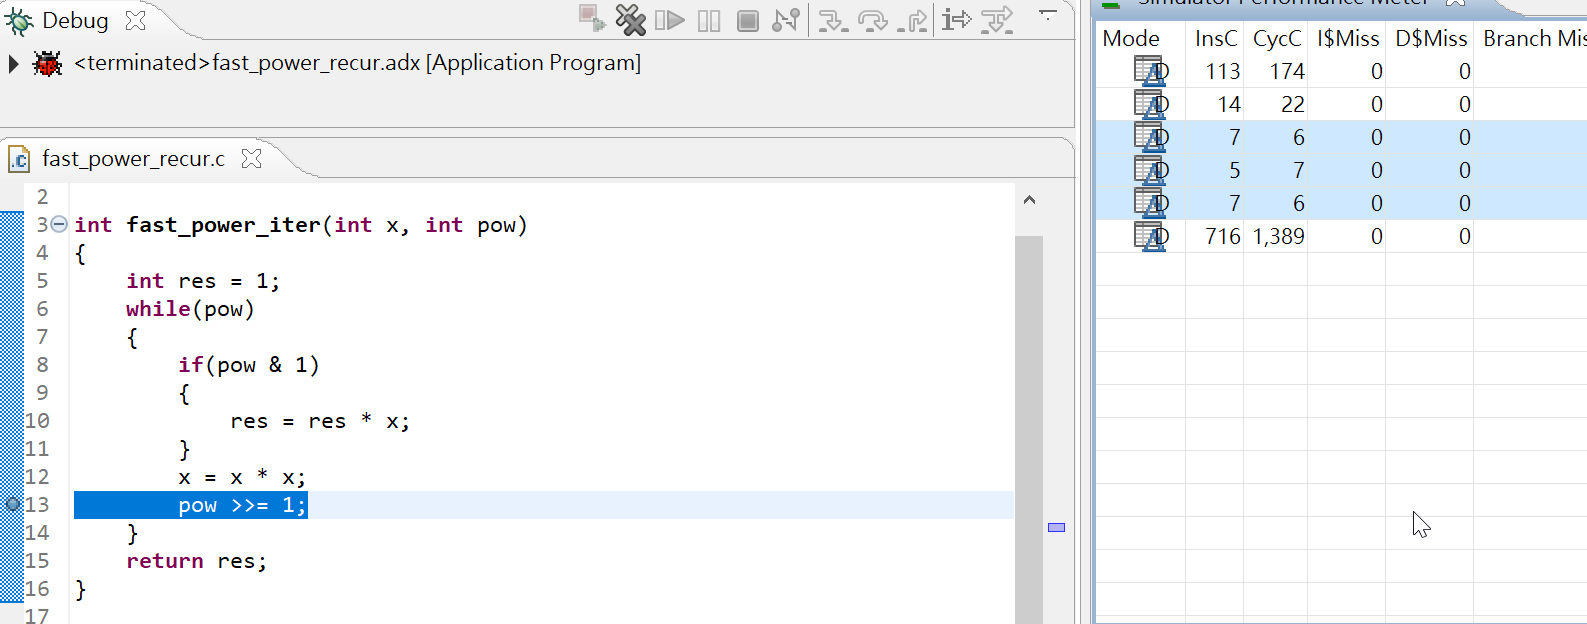 Debug
<terminated>fast_power_recur.adx [Application Program]
fast_power_recur.c
2
3 int fast_power_iter(int x, int pow)
4 {
5 int res = 1;
6 while(pow)
7 {
8 if(pow & 1)
9 {
10 res = res * x;
11 }
12 x = x * x;
13 pow >>= 1;
14 }
15 return res;
16 }
17
Simulator Performance Meter
Mode InsC CycC I$Miss D$Miss Branch Mis
D 113 174 0 0
D 14 22 0 0
D 7 6 0 0
D 5 7 0 0
D 7 6 0 0
D 716 1,389 0 0